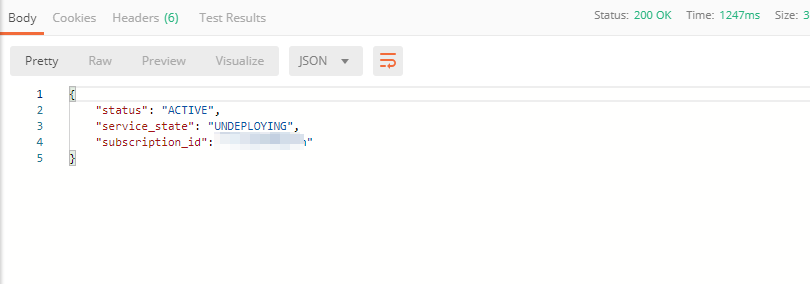 Body Cookies Headers (6) Test Results Status: 200 OK Time: 1247ms Size: 3
Pretty Raw Preview Visualize JSON
1 {
2 "status": "ACTIVE",
3 "service_state": "UNDEPLOYING",
4 "subscription_id": "
5 }